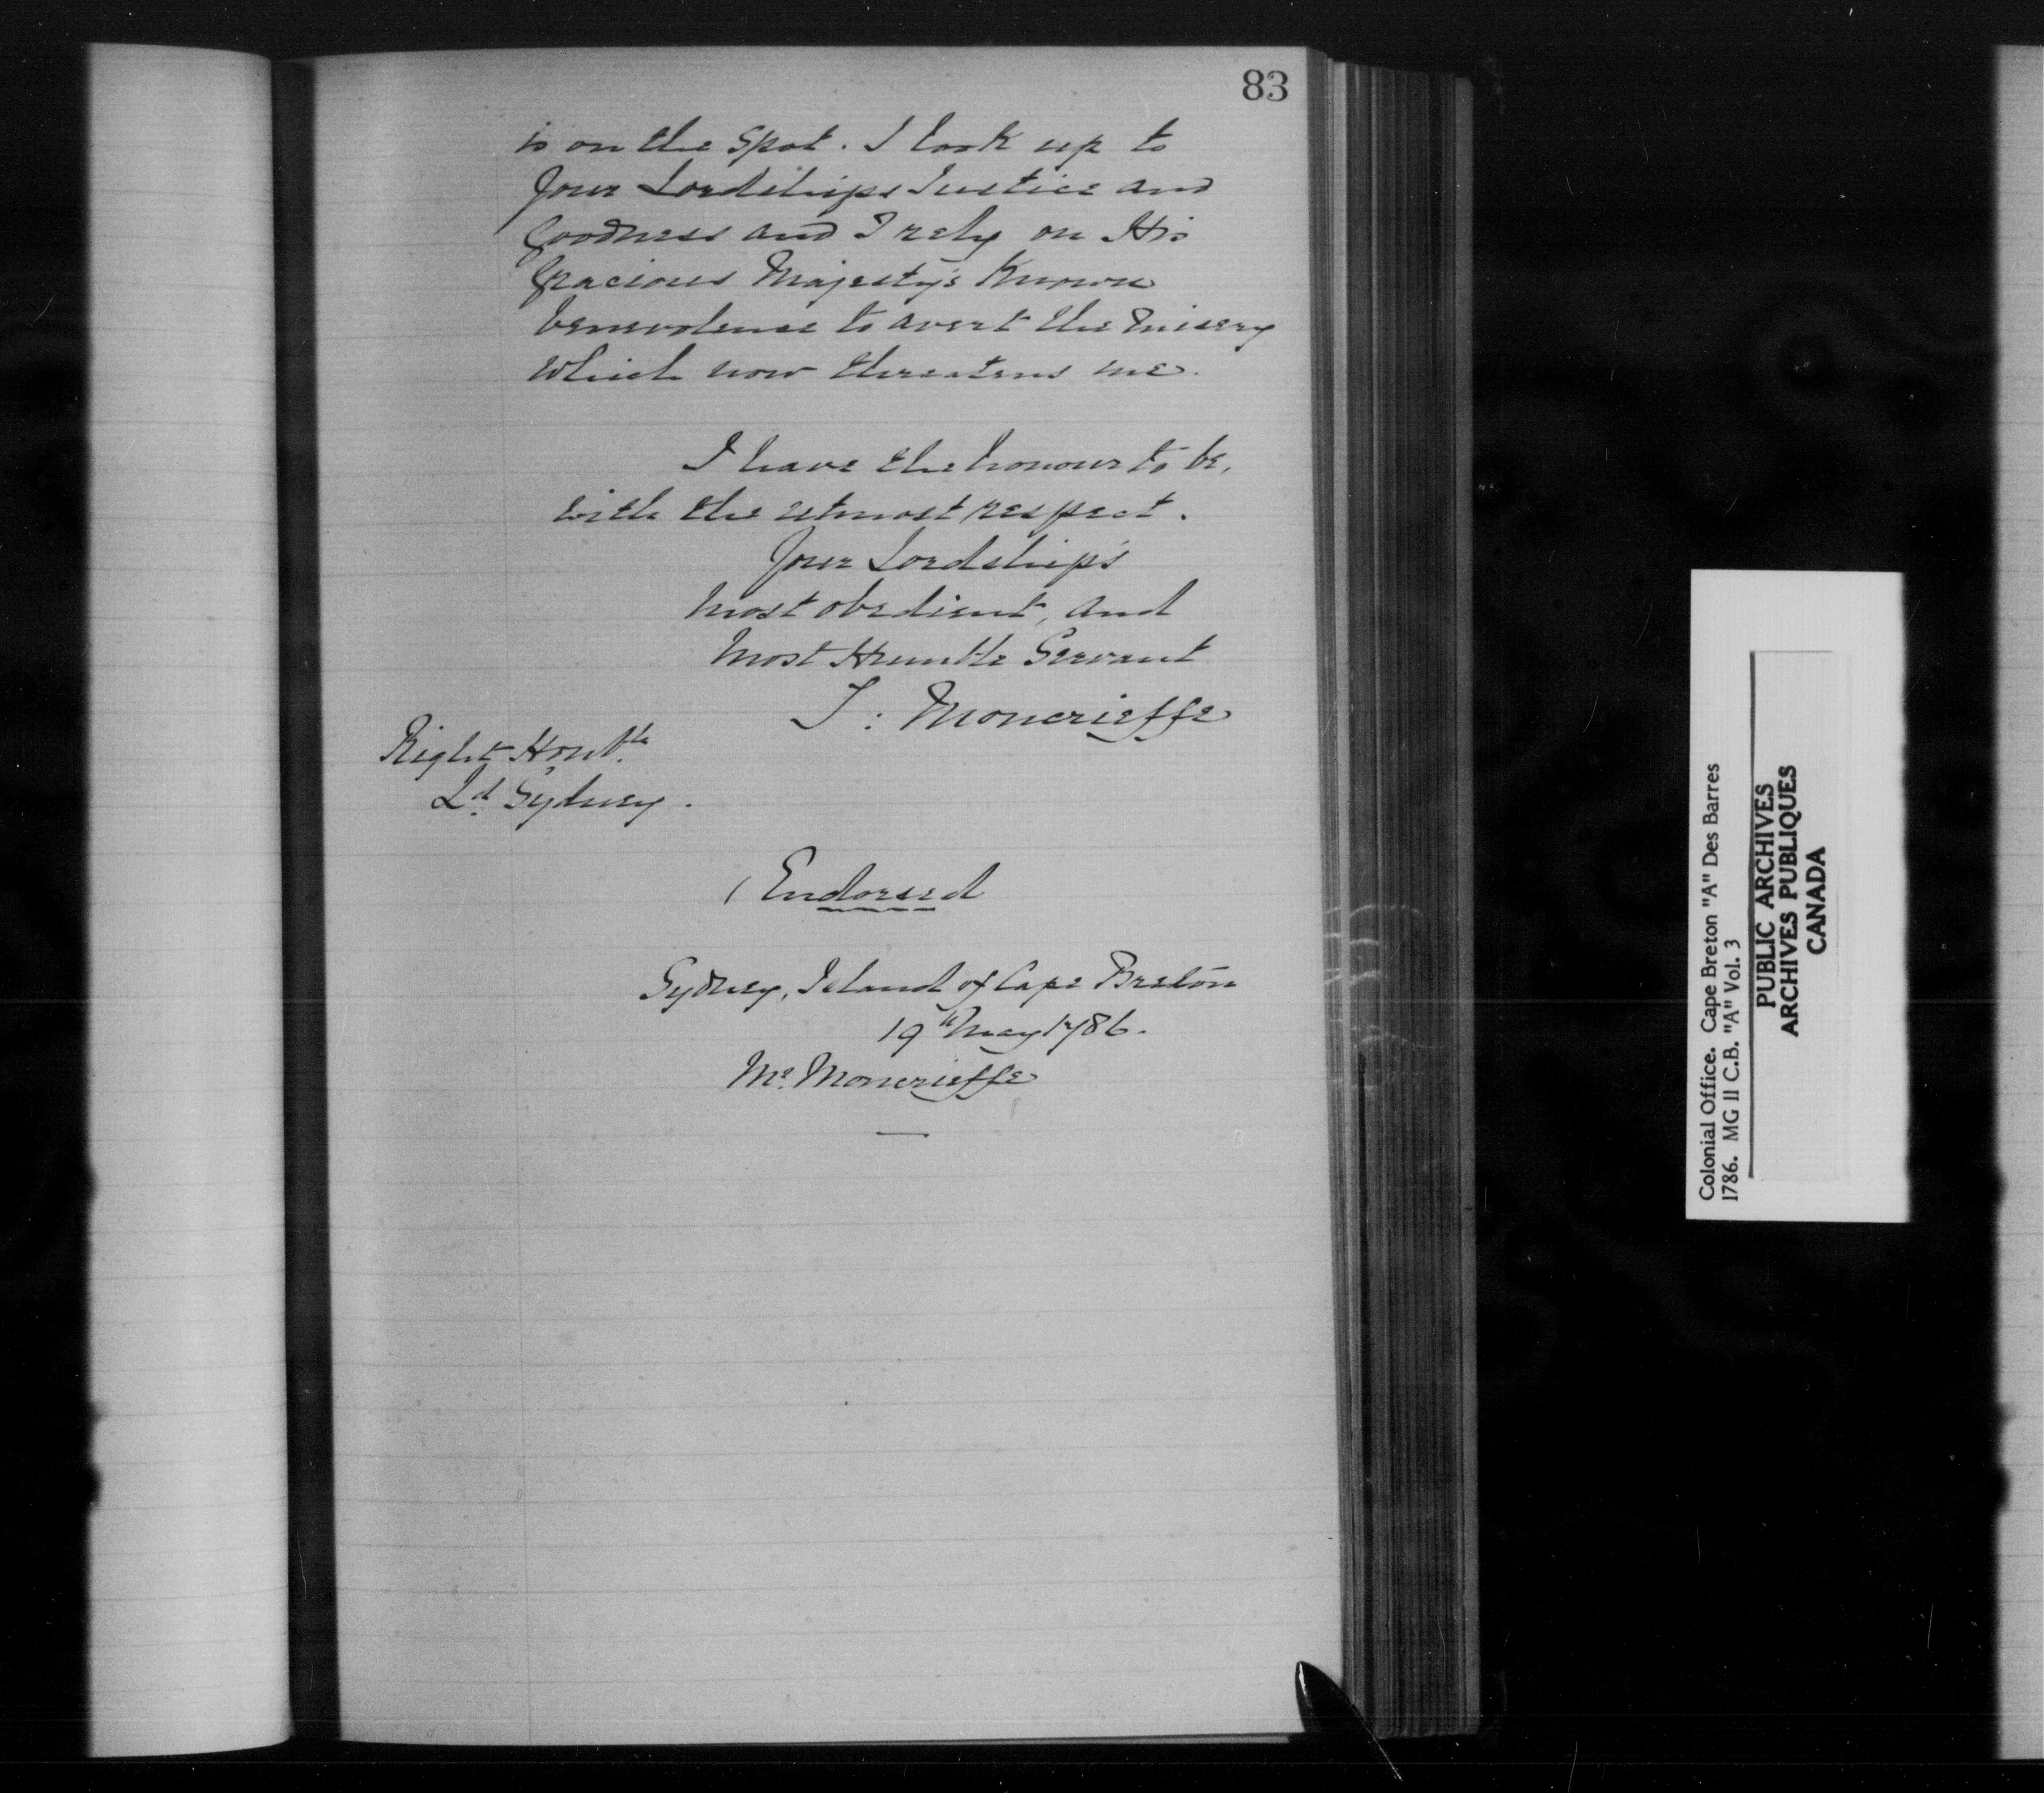 83
is on the Spot. I look up to
Your Lordships Justice and
Goodness and I rely on His
Gracious Majesty's Known
benevolence to avert the misery
which now threatens me.
I have the honour to be,
with the utmost respect.
Your Lordship's
most obedient, and
Most Humble Servant
T: Moncrieffe
Right Honble.
Ld. Sydney.
(Endorsed
Sydney, Island of Cape Breton
19th May 1786.
Mr. Moncrieffe
Colonial Office. Cape Breton "A" Des Barres
1786. MG 11 C.B. "A" Vol. 3
PUBLIC ARCHIVES
ARCHIVES PUBLIQUES
CANADA